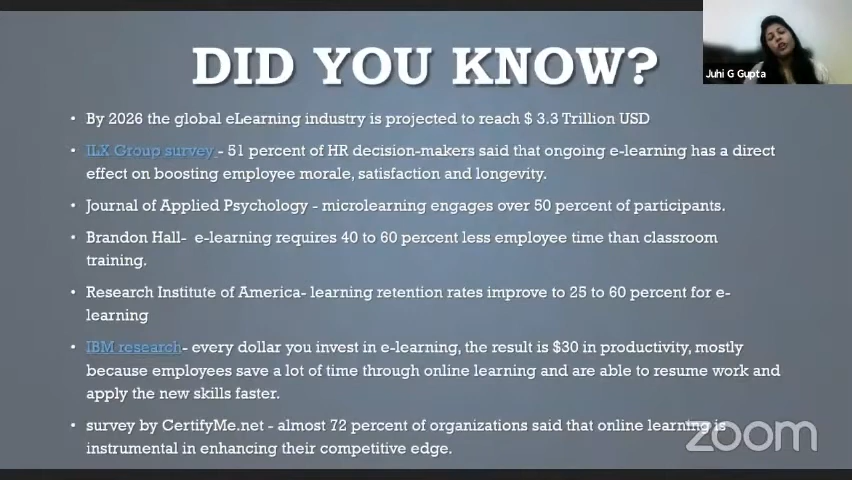 DID YOU KNOW?
Juhi G Gupta
• By 2026 the global eLearning industry is projected to reach $ 3.3 Trillion USD
• ILX Group survey - 51 percent of HR decision-makers said that ongoing e-learning has a direct
effect on boosting employee morale, satisfaction and longevity.
• Journal of Applied Psychology - microlearning engages over 50 percent of participants.
• Brandon Hall- e-learning requires 40 to 60 percent less employee time than classroom
training.
• Research Institute of America- learning retention rates improve to 25 to 60 percent for e-
learning
• IBM research- every dollar you invest in e-learning, the result is $30 in productivity, mostly
because employees save a lot of time through online learning and are able to resume work and
apply the new skills faster.
• survey by CertifyMe.net - almost 72 percent of organizations said that online learning is
instrumental in enhancing their competitive edge.
zoom